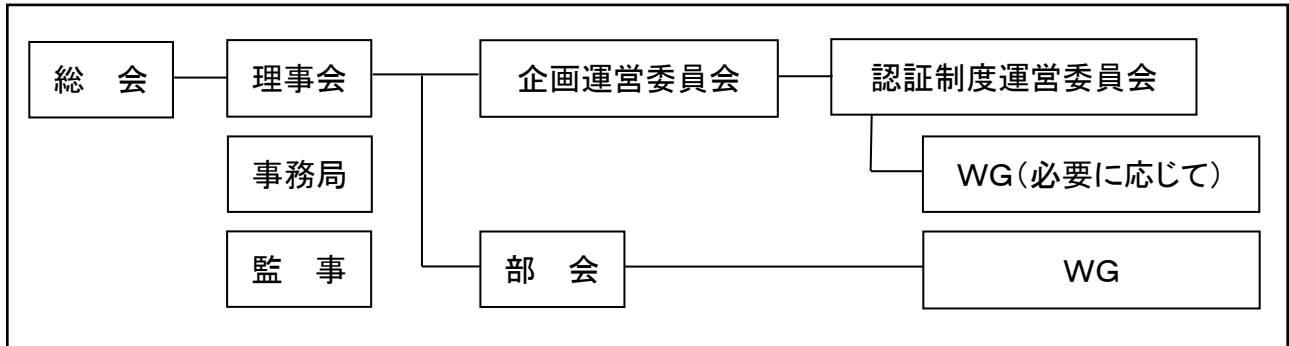 総　会
理事会
企画運営委員会
認証制度運営委員会
事務局
WG（必要に応じて）
監　事
部　会
WG